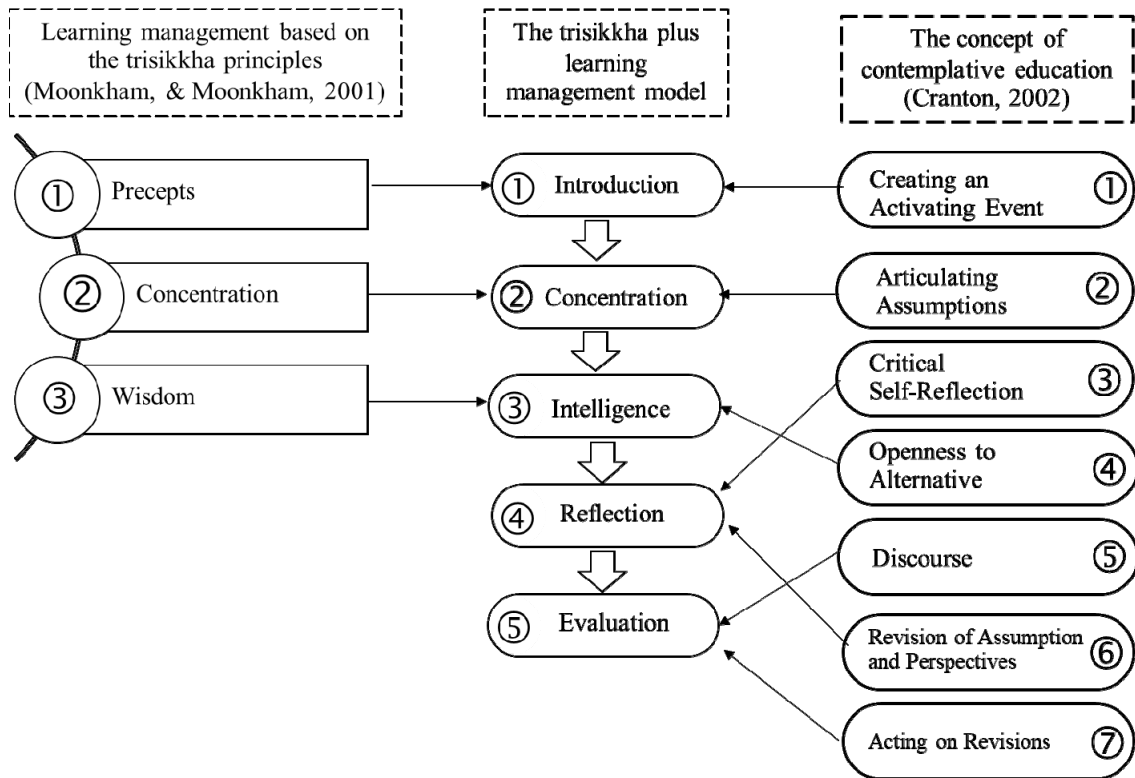 Learning management based on
the trisikkha principles
(Moonkham, & Moonkham, 2001)
① Precepts
② Concentration
③ Wisdom
The trisikkha plus
learning
management model
① Introduction
② Concentration
③ Intelligence
④ Reflection
⑤ Evaluation
The concept of
contemplative education
(Cranton, 2002)
Creating an
Activating Event ①
Articulating
Assumptions ②
Critical
Self-Reflection ③
Openness to
Alternative ④
Discourse ⑤
Revision of Assumption
and Perspectives ⑥
Acting on Revisions ⑦